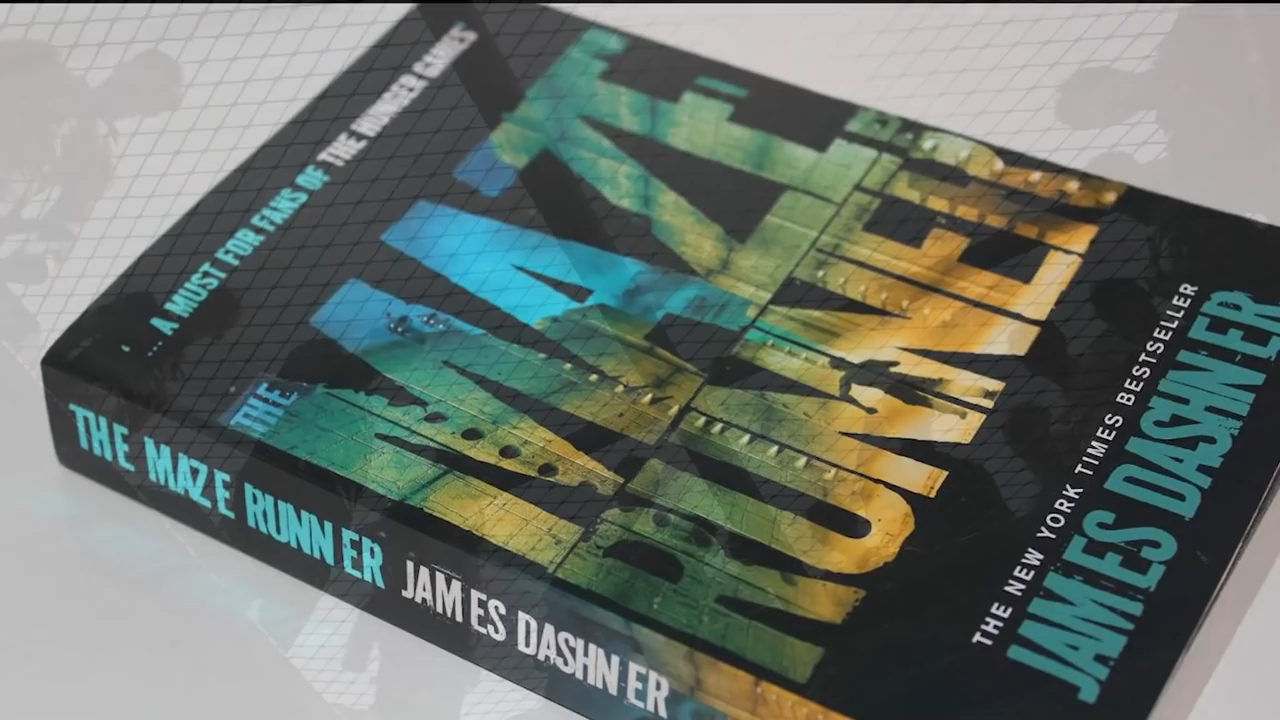 ... A MUST FOR FANS OF THE HUNGER GAMES
THE
MAZE
RUNNER
THE NEW YORK TIMES BESTSELLER
JAMES DASHNER
THE MAZE RUNNER JAMES DASHNER